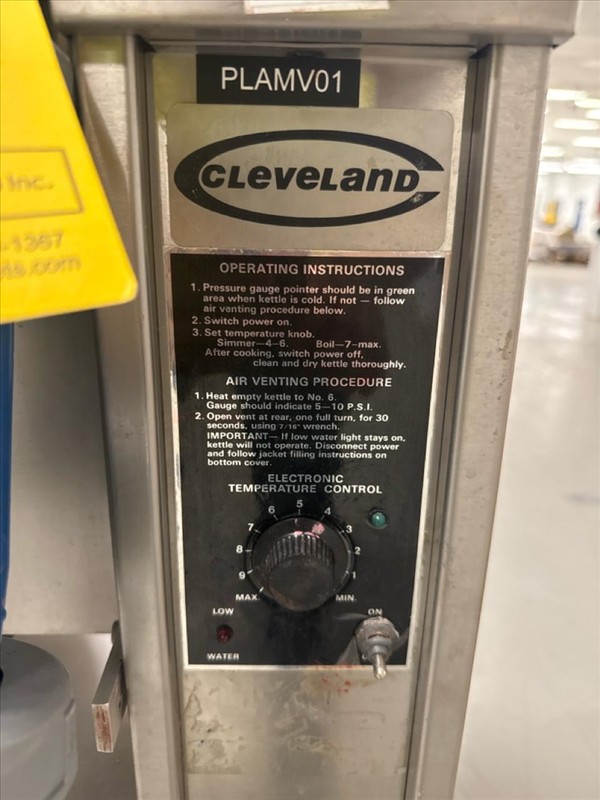 PLAMV01
CLeveLanD
Inc.
-1367
ts.com
OPERATING INSTRUCTIONS
1. Pressure gauge pointer should be in green
area when kettle is cold. If not — follow
air venting procedure below.
2. Switch power on.
3. Set temperature knob.
Simmer—4–6. Boil—7–max.
After cooking, switch power off,
clean and dry kettle thoroughly.
AIR VENTING PROCEDURE
1. Heat empty kettle to No. 6.
Gauge should indicate 5–10 P.S.I.
2. Open vent at rear, one full turn, for 30
seconds, using 7/16" wrench.
IMPORTANT— If low water light stays on,
kettle will not operate. Disconnect power
and follow jacket filling instructions on
bottom cover.
ELECTRONIC
TEMPERATURE CONTROL
5
6 4
7 3
8 2
9 1
MAX. MIN.
LOW ON
WATER